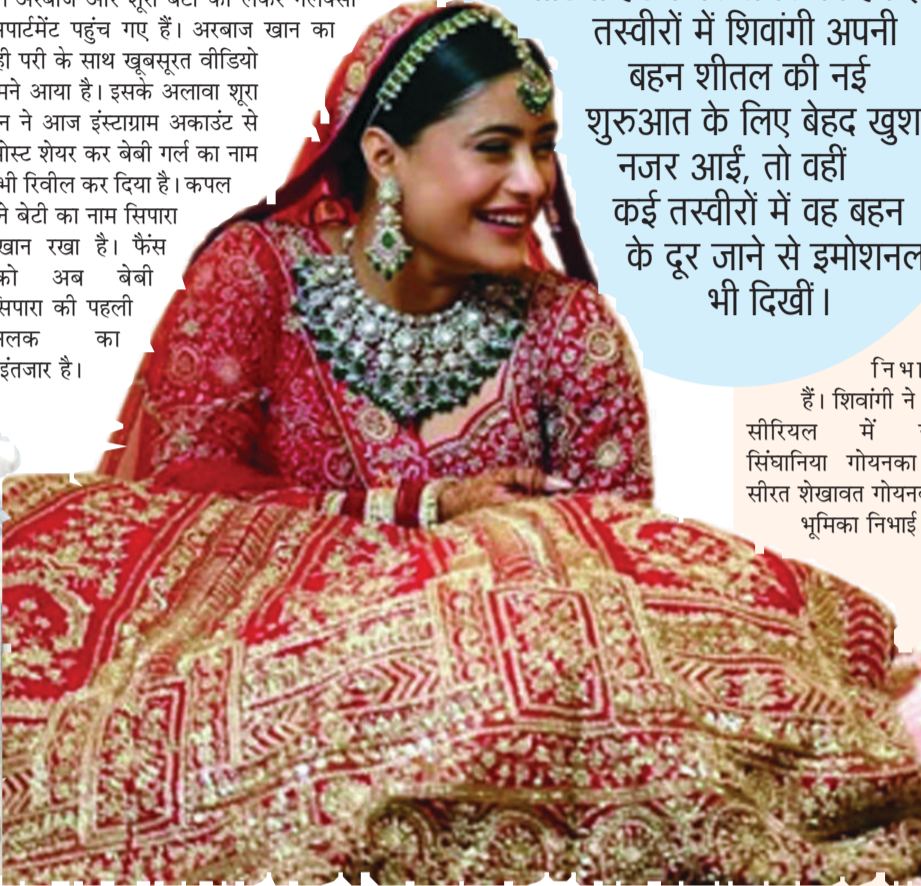 अरबाज और शूरा बेटी को लेकर गैलेक्सी
पार्टमेंट पहुंच गए हैं। अरबाज खान का
ही परी के साथ खूबसूरत वीडियो
मने आया है। इसके अलावा शूरा
न ने आज इंस्टाग्राम अकाउंट से
पोस्ट शेयर कर बेबी गर्ल का नाम
भी रिवील कर दिया है। कपल
ने बेटी का नाम सिपारा
खान रखा है। फैंस
को अब बेबी
सिपारा की पहली
झलक का
इंतजार है।
तस्वीरों में शिवांगी अपनी
बहन शीतल की नई
शुरुआत के लिए बेहद खुश
नजर आईं, तो वहीं
कई तस्वीरों में वह बहन
के दूर जाने से इमोशनल
भी दिखीं।
निभा
हैं। शिवांगी ने
सीरियल में
सिंघानिया गोयनका
सीरत शेखावत गोयनका
भूमिका निभाई